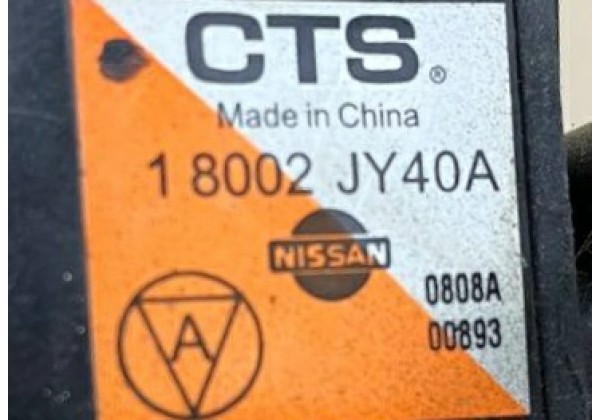 CTS®
Made in China
1 8002 JY40A
NISSAN
0808A
00893
A